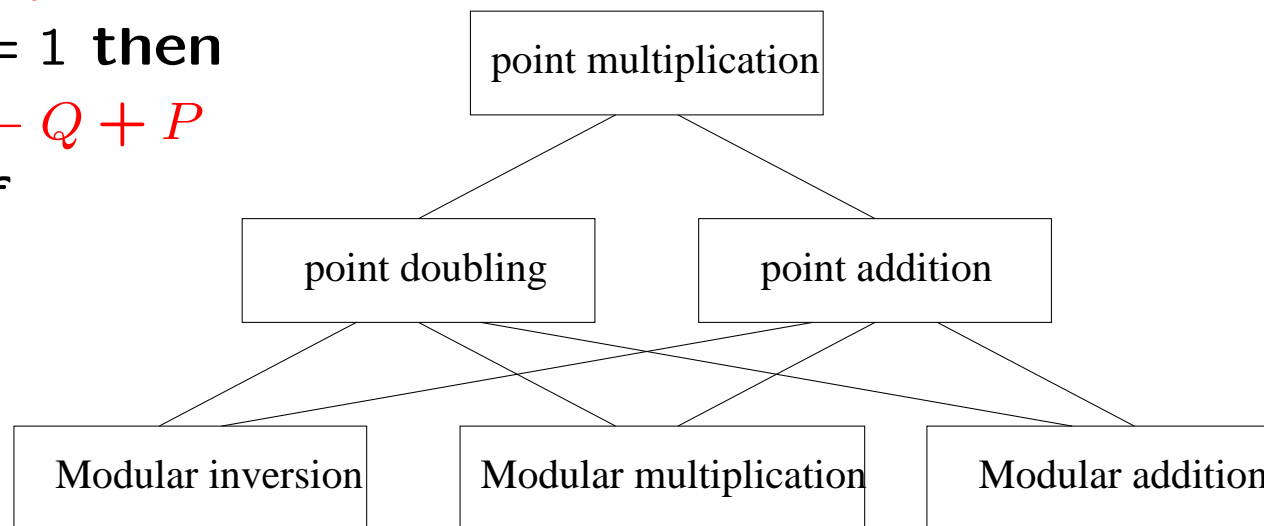 = 1 then
Q + P
point multiplication
point doubling
point addition
Modular inversion
Modular multiplication
Modular addition